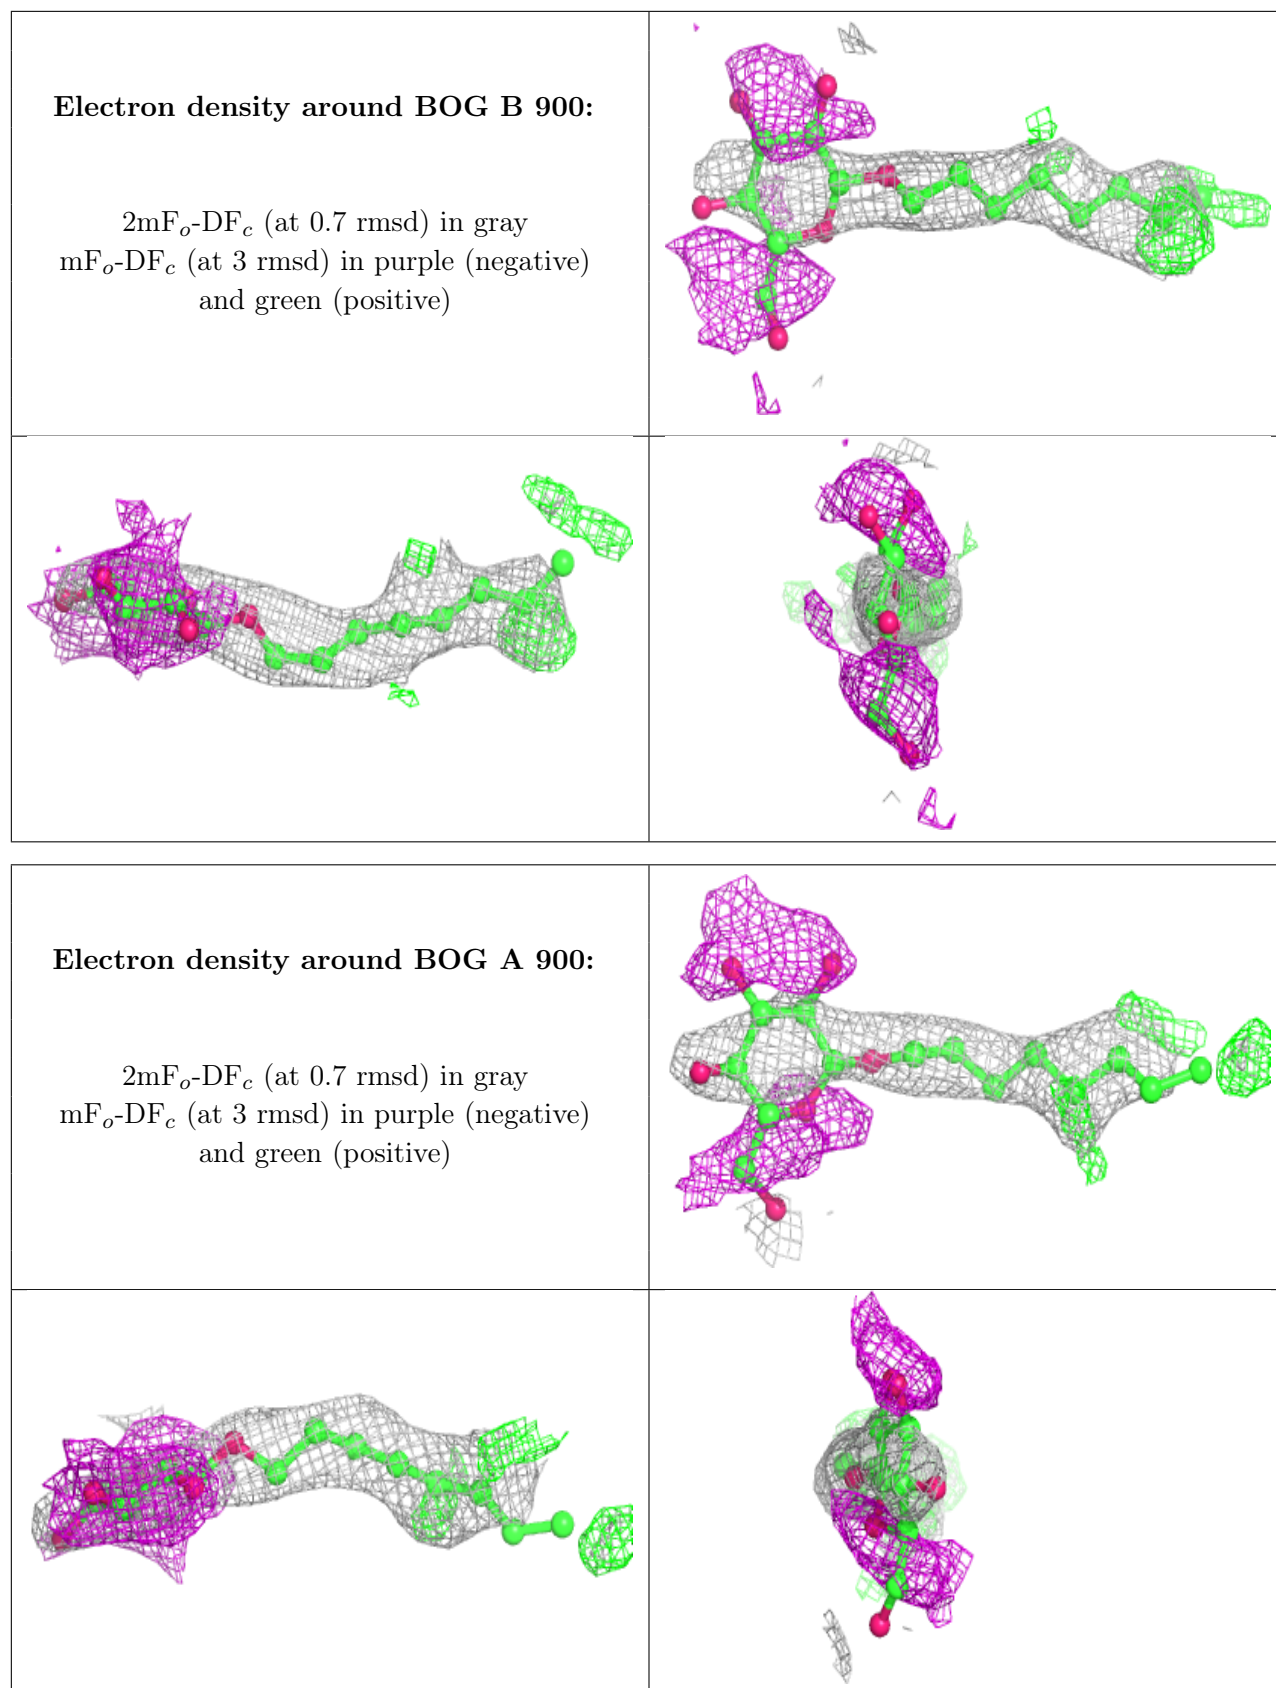 Electron density around BOG B 900:
2mFo-DFc (at 0.7 rmsd) in gray
mFo-DFc (at 3 rmsd) in purple (negative)
and green (positive)
Electron density around BOG A 900:
2mFo-DFc (at 0.7 rmsd) in gray
mFo-DFc (at 3 rmsd) in purple (negative)
and green (positive)